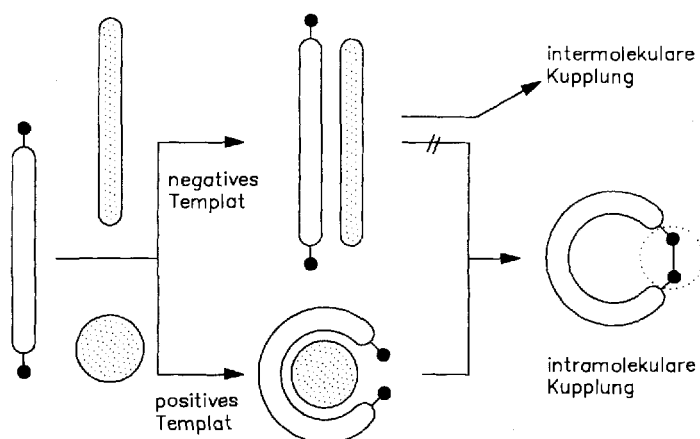 intermolekulare
Kupplung
negatives
Templat
positives
Templat
intramolekulare
Kupplung